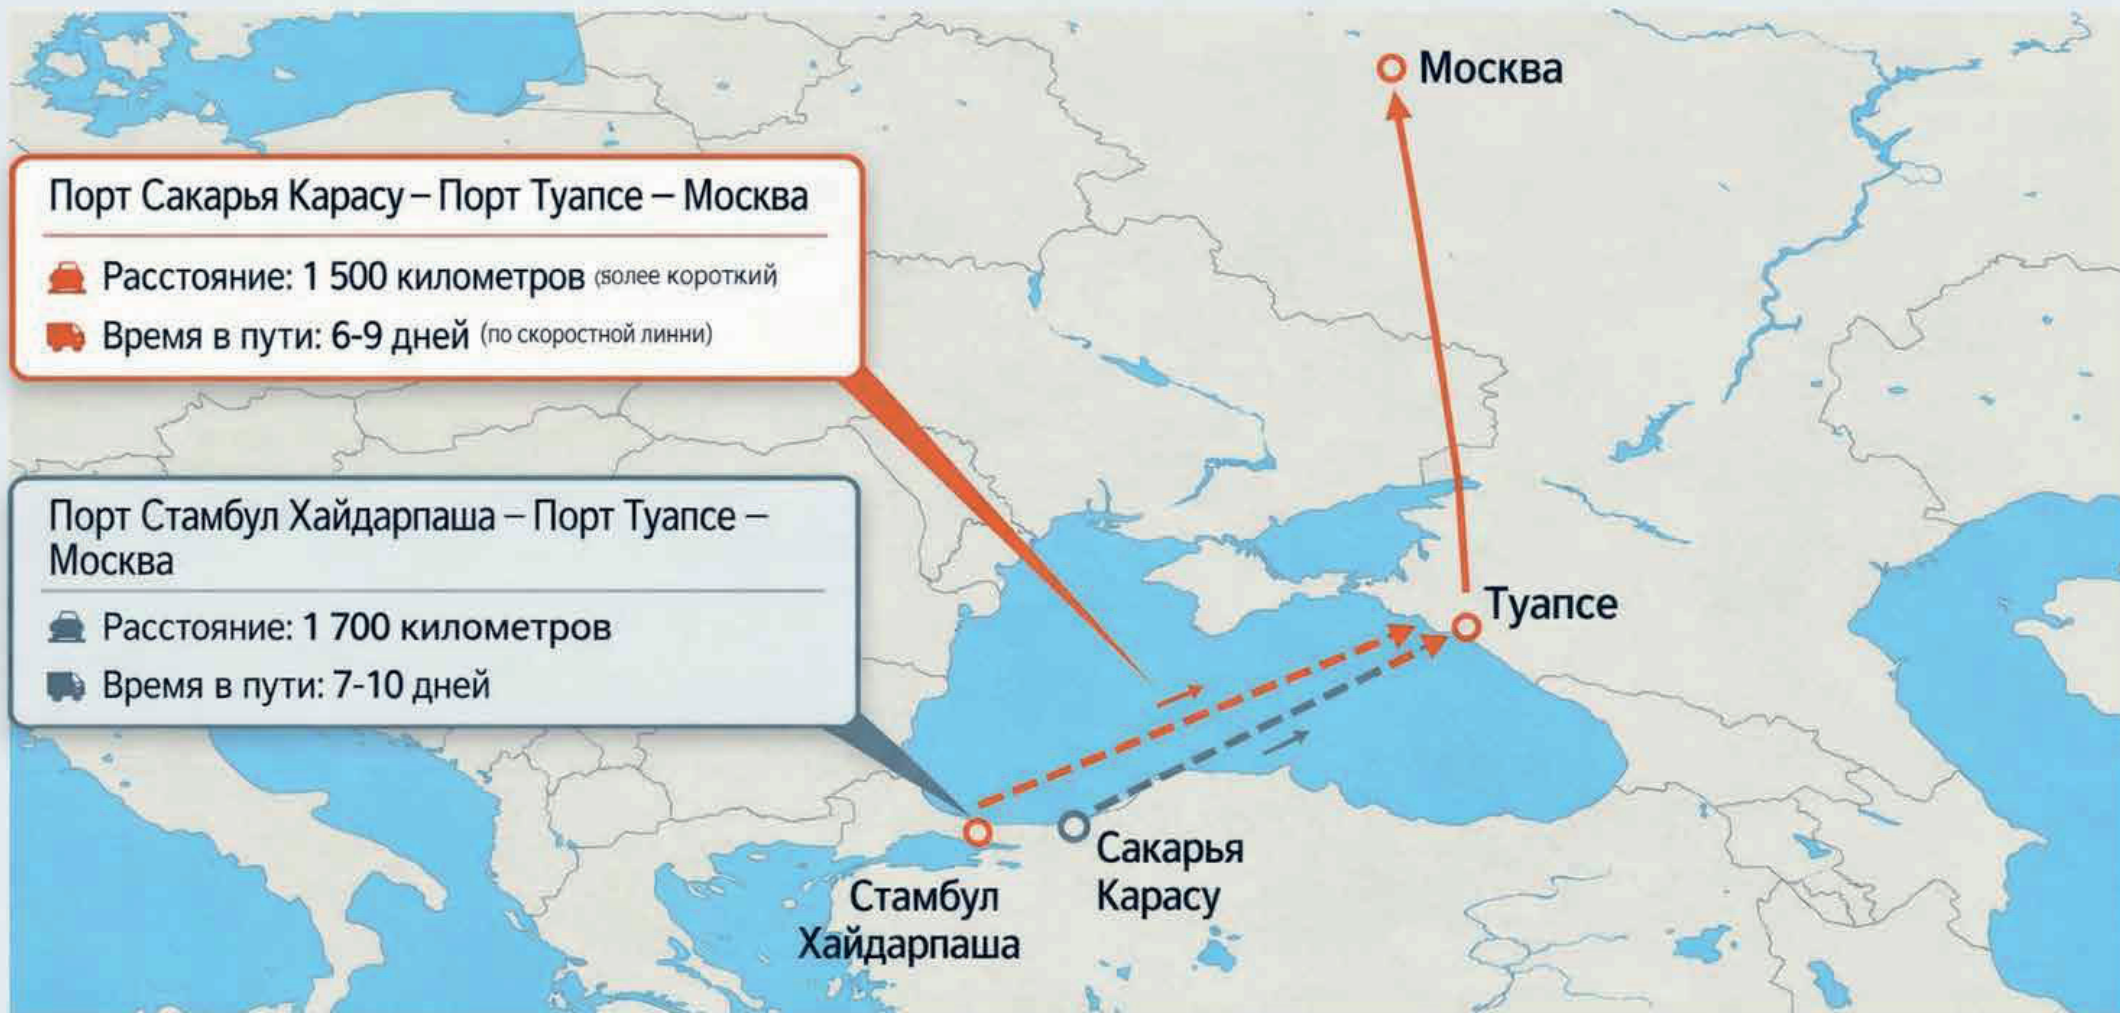 Москва
Порт Сакарья Карасу – Порт Туапсе – Москва
Расстояние: 1 500 километров (золее короткий
Время в пути: 6-9 дней (по скоростной линни)
Порт Стамбул Хайдарпаша – Порт Туапсе –
Москва
Расстояние: 1 700 километров
Время в пути: 7-10 дней
Туапсе
Сакарья
Карасу
Стамбул
Хайдарпаша